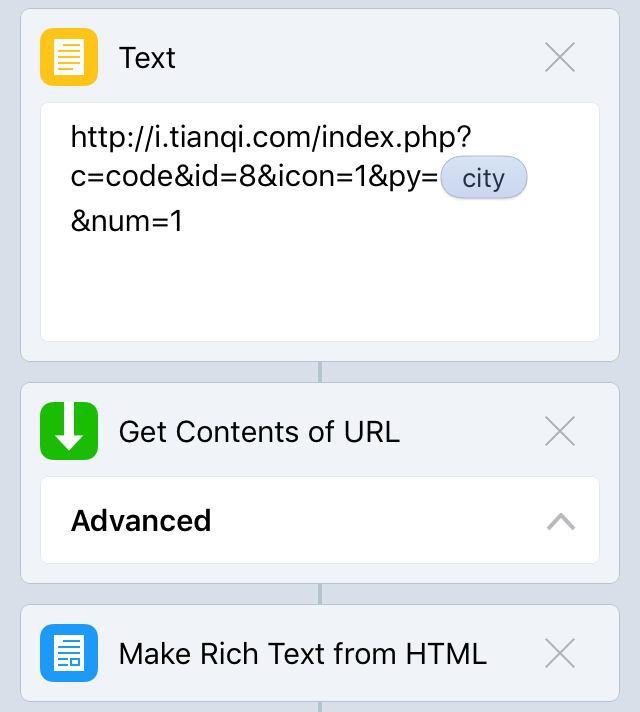 Text
http://i.tianqi.com/index.php?
c=code&id=8&icon=1&py= city
&num=1
Get Contents of URL
Advanced
Make Rich Text from HTML